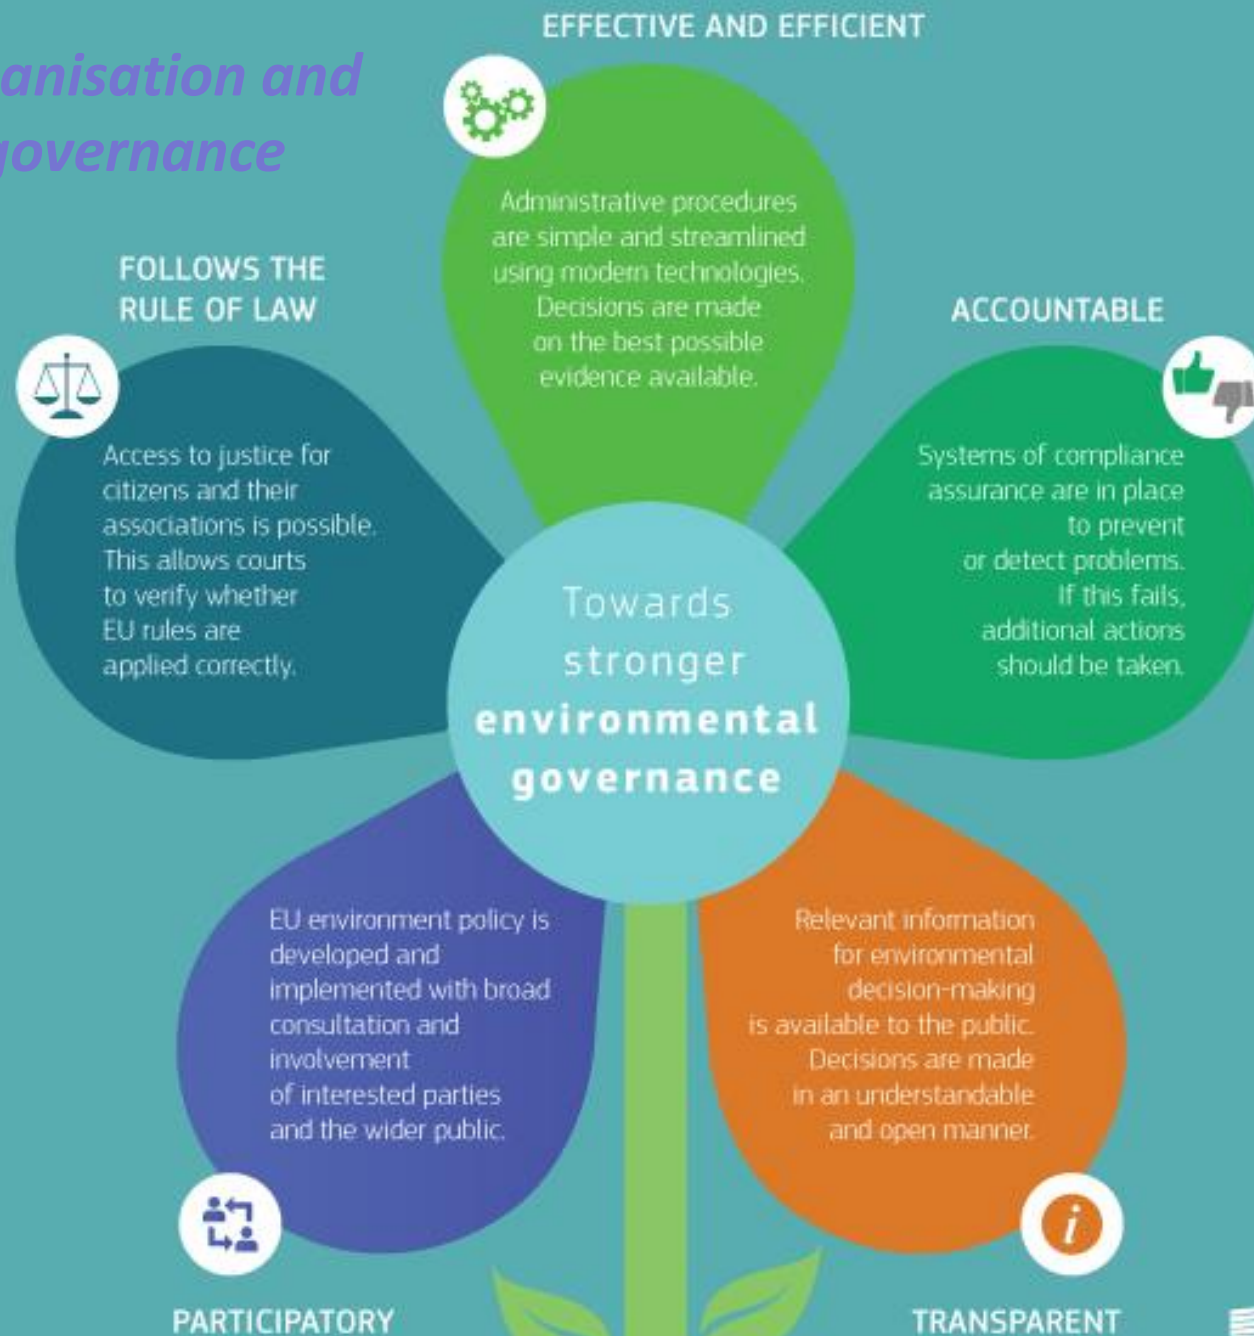 EFFECTIVE AND EFFICIENT
anisation and
governance
Administrative procedures
are simple and streamlined
using modern technologies.
Decisions are made
on the best possible
evidence available.
FOLLOWS THE
RULE OF LAW
Access to justice for
citizens and their
associations is possible.
This allows courts
to verify whether
EU rules are
applied correctly.
ACCOUNTABLE
Systems of compliance
assurance are in place
to prevent
or detect problems.
If this fails,
additional actions
should be taken.
Towards
stronger
environmental
governance
EU environment policy is
developed and
implemented with broad
consultation and
involvement
of interested parties
and the wider public.
PARTICIPATORY
Relevant information
for environmental
decision-making
is available to the public.
Decisions are made
in an understandable
and open manner.
i
TRANSPARENT